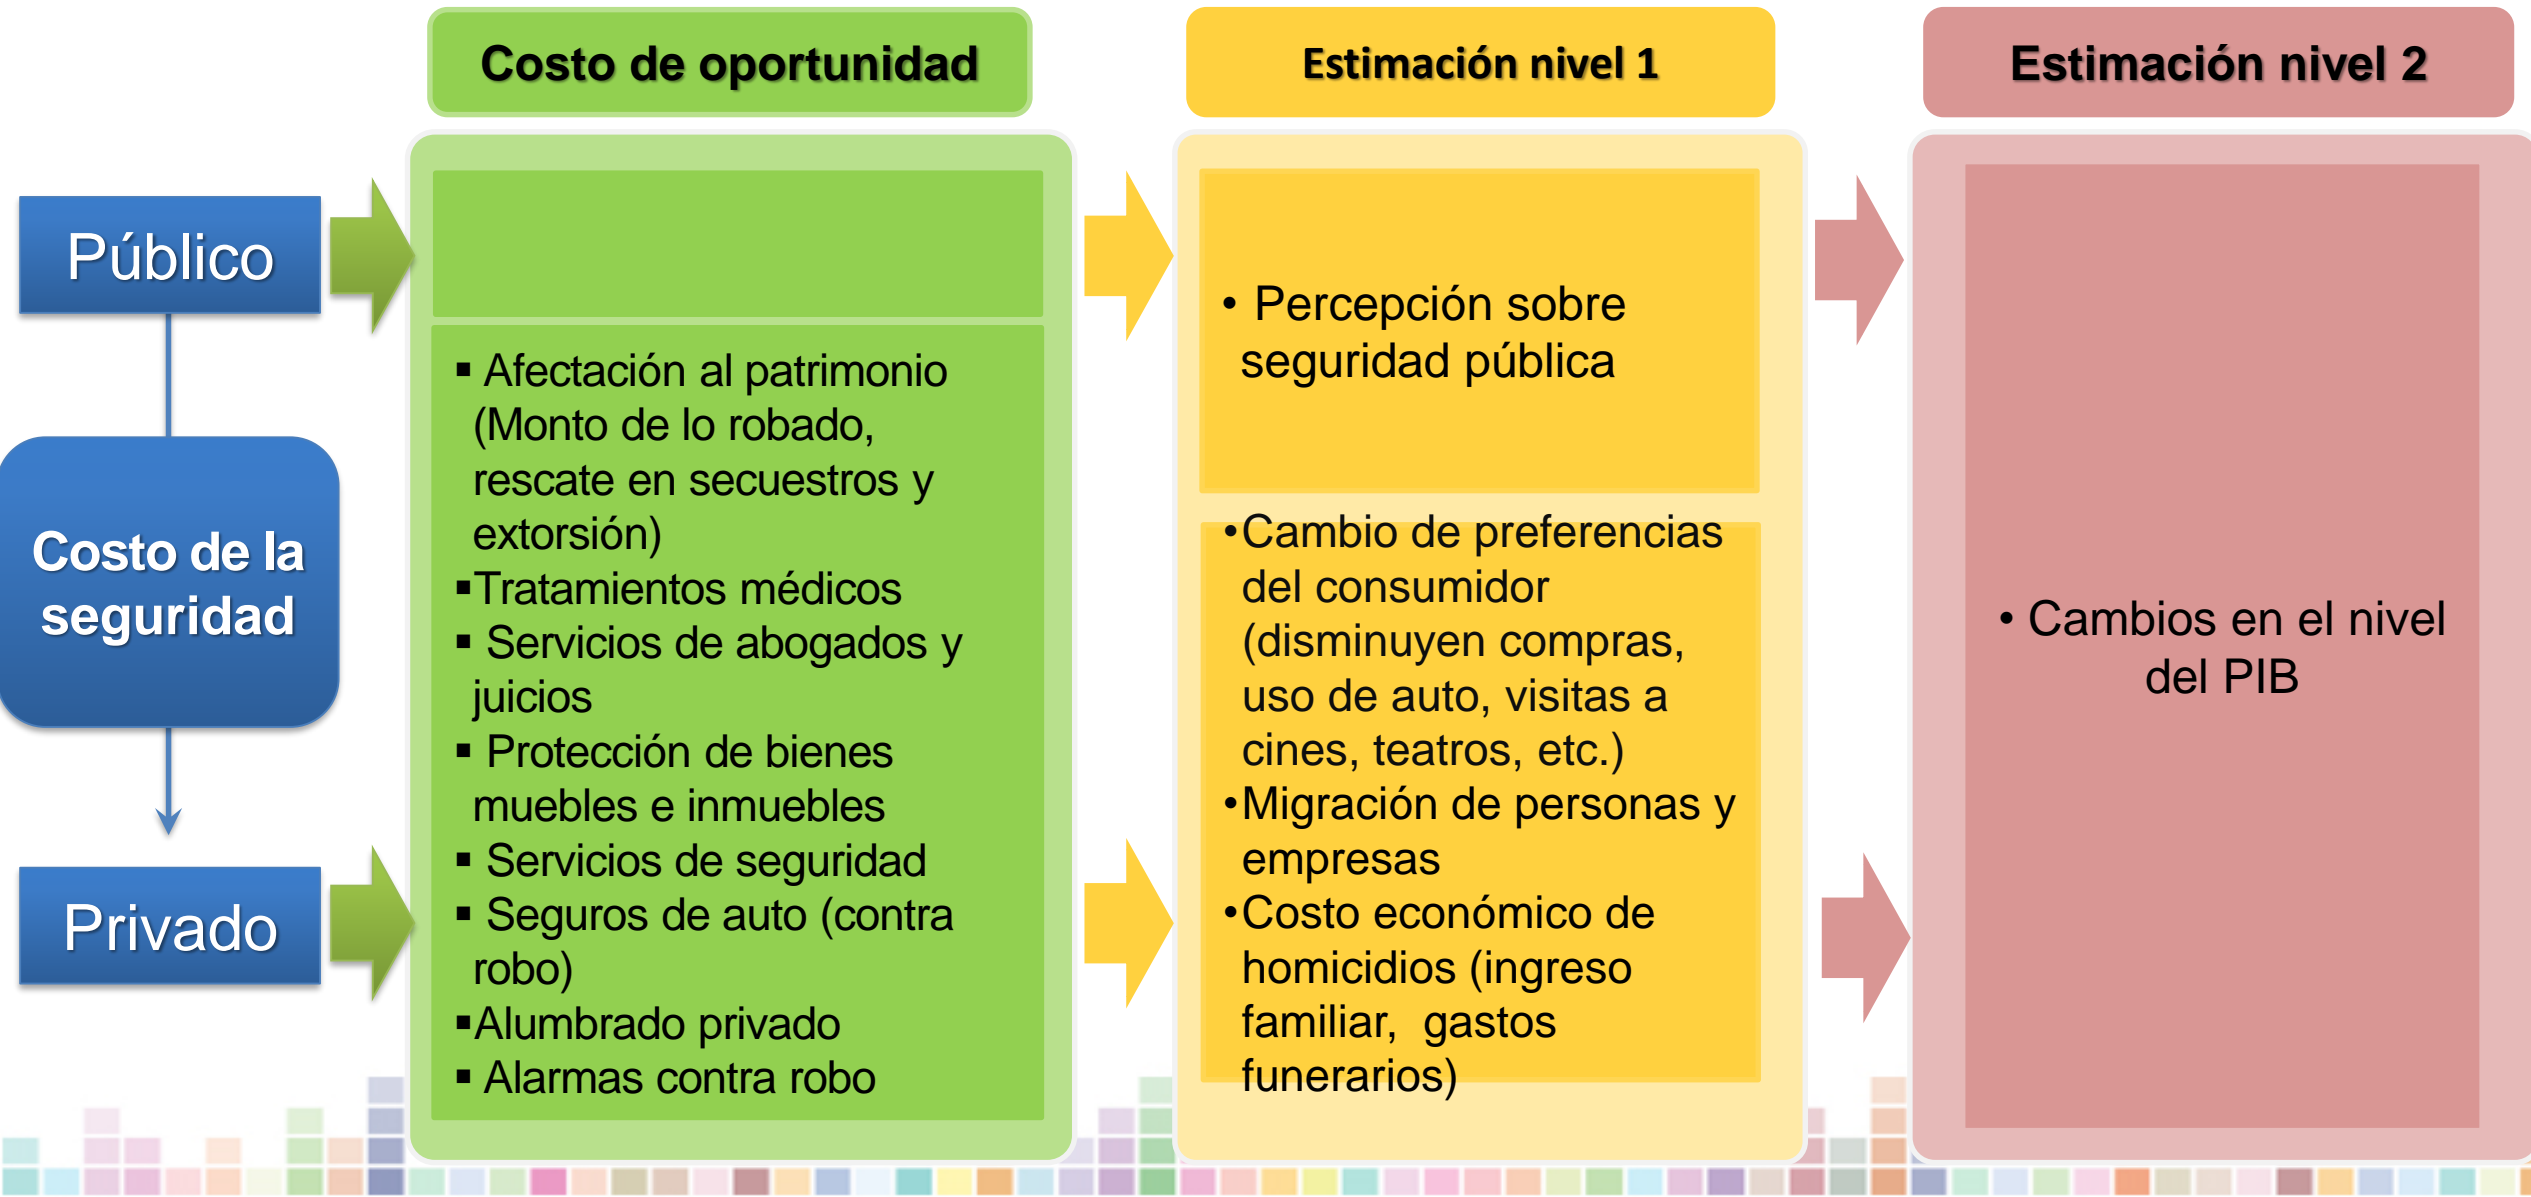 Costo de oportunidad
Estimación nivel 1
Estimación nivel 2
Público
Costo de la
seguridad
Privado
▪ Afectación al patrimonio
(Monto de lo robado,
rescate en secuestros y
extorsión)
▪Tratamientos médicos
▪ Servicios de abogados y
juicios
▪ Protección de bienes
muebles e inmuebles
▪ Servicios de seguridad
▪ Seguros de auto (contra
robo)
▪Alumbrado privado
▪ Alarmas contra robo
• Percepción sobre
seguridad pública
•Cambio de preferencias
del consumidor
(disminuyen compras,
uso de auto, visitas a
cines, teatros, etc.)
•Migración de personas y
empresas
•Costo económico de
homicidios (ingreso
familiar, gastos
funerarios)
• Cambios en el nivel
del PIB